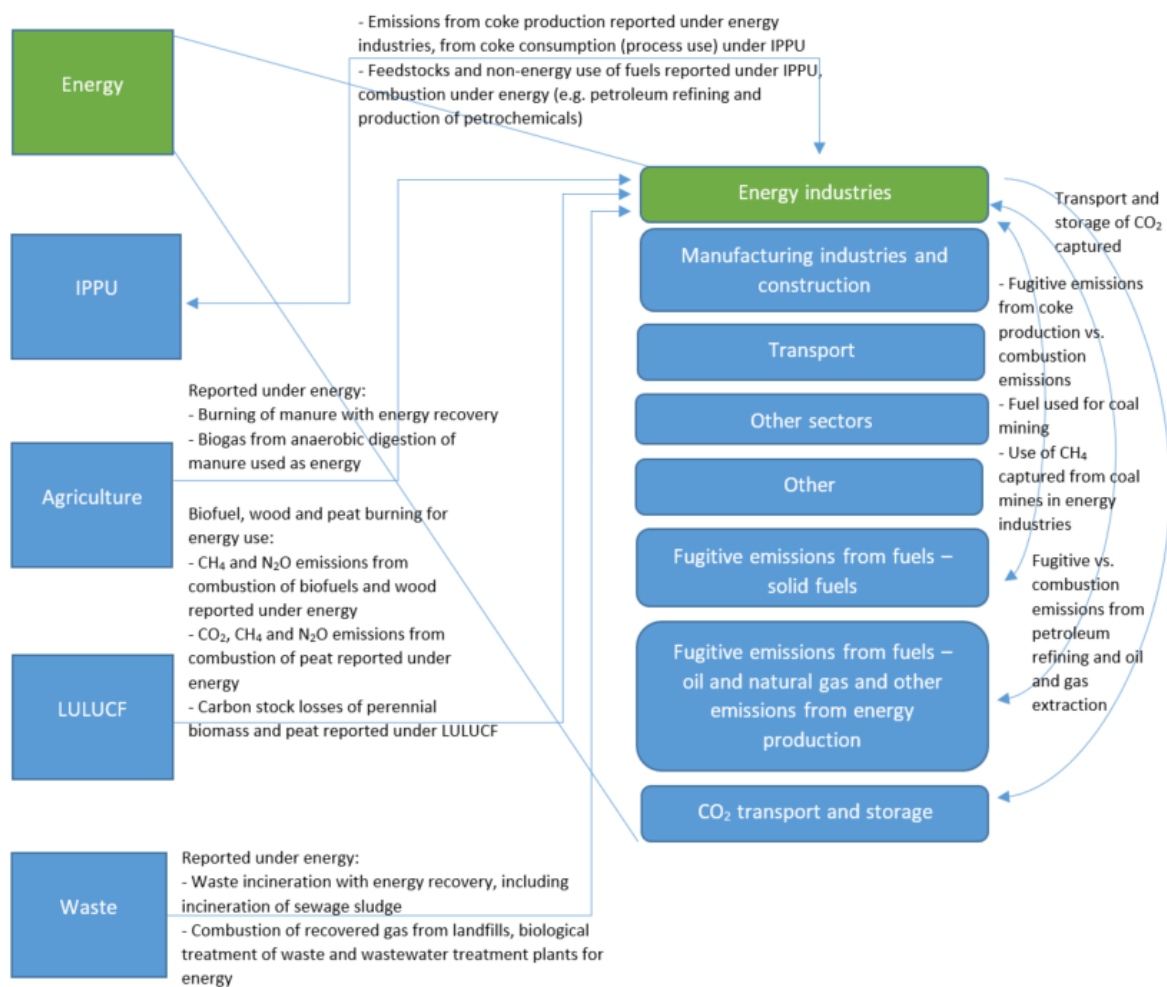 - Emissions from coke production reported under energy
industries, from coke consumption (process use) under IPPU
- Feedstocks and non-energy use of fuels reported under IPPU,
combustion under energy (e.g. petroleum refining and
production of petrochemicals)
Energy
IPPU
Reported under energy:
- Burning of manure with energy recovery
- Biogas from anaerobic digestion of
manure used as energy
Agriculture
Biofuel, wood and peat burning for
energy use:
- CH₄ and N₂O emissions from
combustion of biofuels and wood
reported under energy
- CO₂, CH₄ and N₂O emissions from
combustion of peat reported under
energy
- Carbon stock losses of perennial
biomass and peat reported under LULUCF
LULUCF
Reported under energy:
- Waste incineration with energy recovery, including
incineration of sewage sludge
- Combustion of recovered gas from landfills, biological
treatment of waste and wastewater treatment plants for
energy
Waste
Energy industries
Manufacturing industries and
construction
Transport
Other sectors
Other
Fugitive emissions from fuels –
solid fuels
Fugitive emissions from fuels –
oil and natural gas and other
emissions from energy
production
CO₂ transport and storage
Transport and
storage of CO₂
captured
- Fugitive emissions
from coke
production vs.
combustion
emissions
- Fuel used for coal
mining
- Use of CH₄
captured from coal
mines in energy
industries
Fugitive vs.
combustion
emissions from
petroleum
refining and oil
and gas
extraction